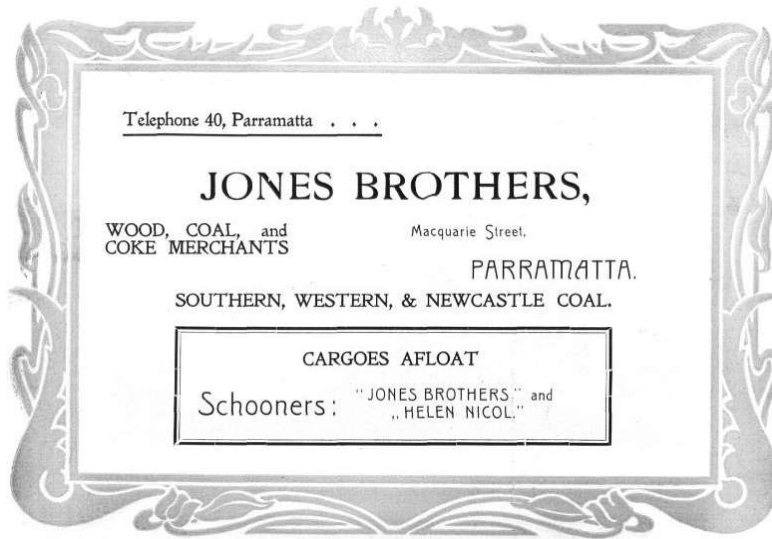 Telephone 40, Parramatta . . .
JONES BROTHERS,
WOOD, COAL, and
COKE MERCHANTS
Macquarie Street,
PARRAMATTA.
SOUTHERN, WESTERN, & NEWCASTLE COAL.
CARGOES AFLOAT
Schooners: "JONES BROTHERS" and
„HELEN NICOL."